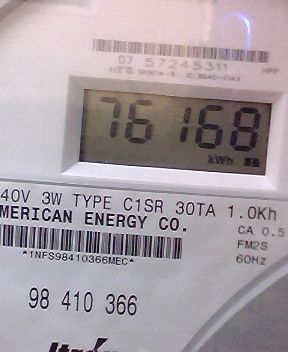 07 57245311
76168
kWh
40V 3W TYPE C1SR 30TA 1.0Kh
MERICAN ENERGY CO.
CA 0.5
FM2S
60Hz
*1NFS98410366MEC*
98 410 366
Itrón